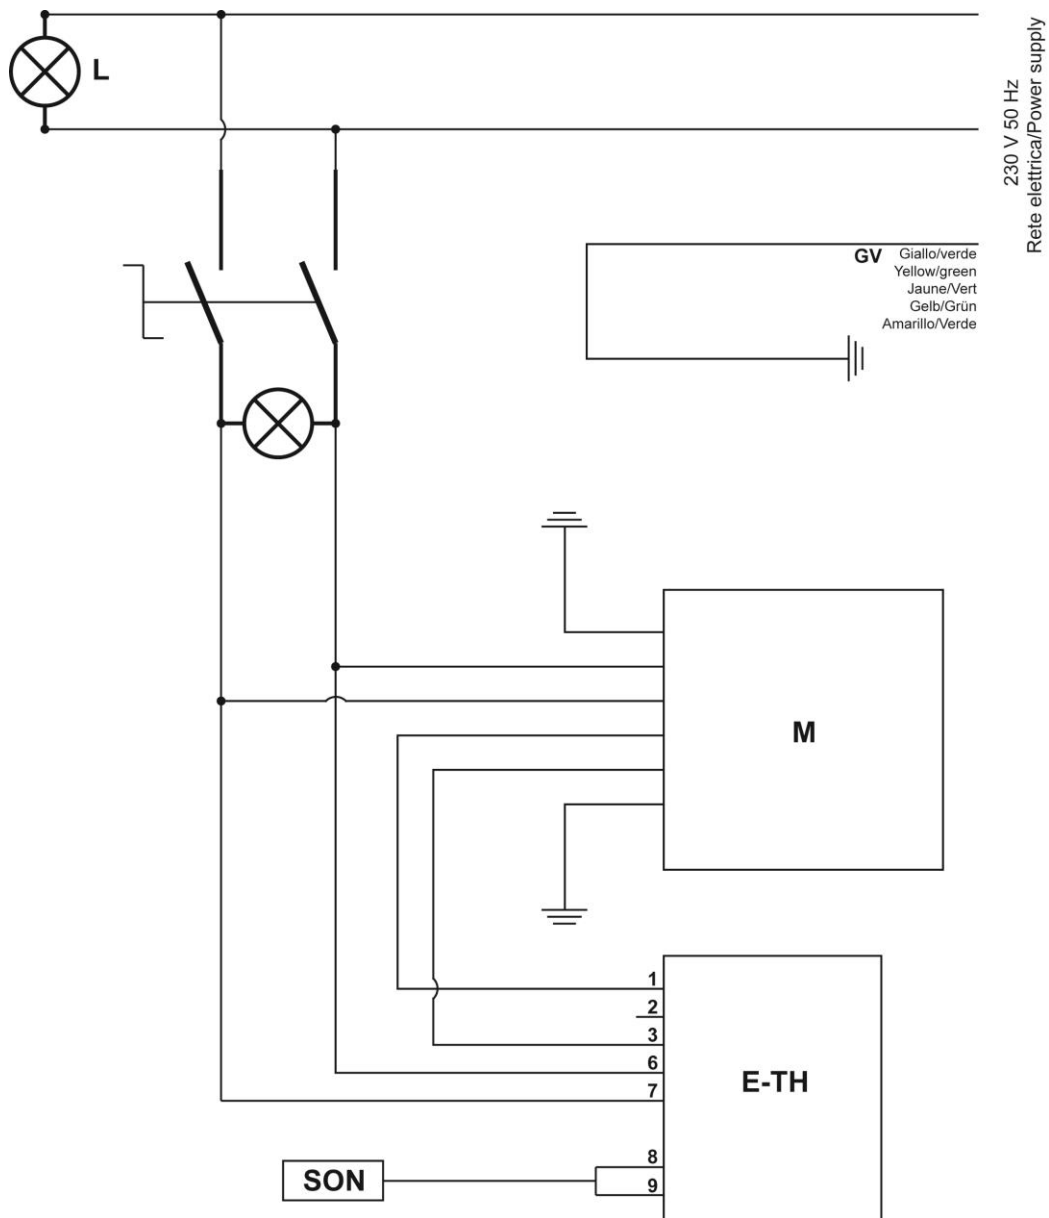 L
230 V 50 Hz
Rete elettrica/Power supply
GV Giallo/verde
Yellow/green
Jaune/Vert
Gelb/Grün
Amarillo/Verde
M
1
2
3
6
7
E-TH
8
9
SON